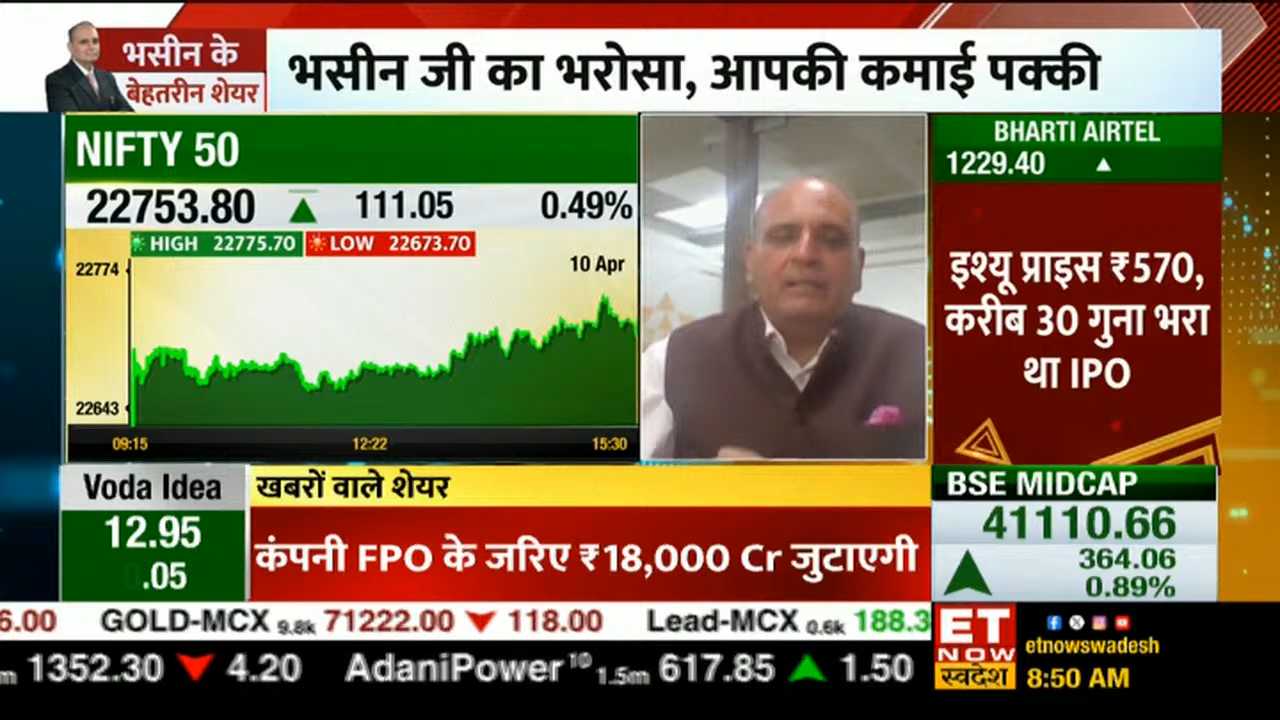 भसीन के
बेहतरीन शेयर
भसीन जी का भरोसा, आपकी कमाई पक्की
NIFTY 50
22753.80 ▲ 111.05 0.49%
HIGH 22775.70 LOW 22673.70
22774
10 Apr
22643
09:15 12:22 15:30
BHARTI AIRTEL
1229.40 ▲
इश्यू प्राइस ₹570,
करीब 30 गुना भरा
था IPO
Voda Idea
12.95
.05
खबरों वाले शेयर
कंपनी FPO के जरिए ₹18,000 Cr जुटाएगी
BSE MIDCAP
41110.66
▲ 364.06
0.89%
6.00 GOLD-MCX 9.8k 71222.00 ▼ 118.00 Lead-MCX 0.6k 188.3
m 1352.30 ▼ 4.20 AdaniPower 10 1.5m 617.85 ▲ 1.50
ET
NOW
स्वदेश
etnowswadesh
8:50 AM